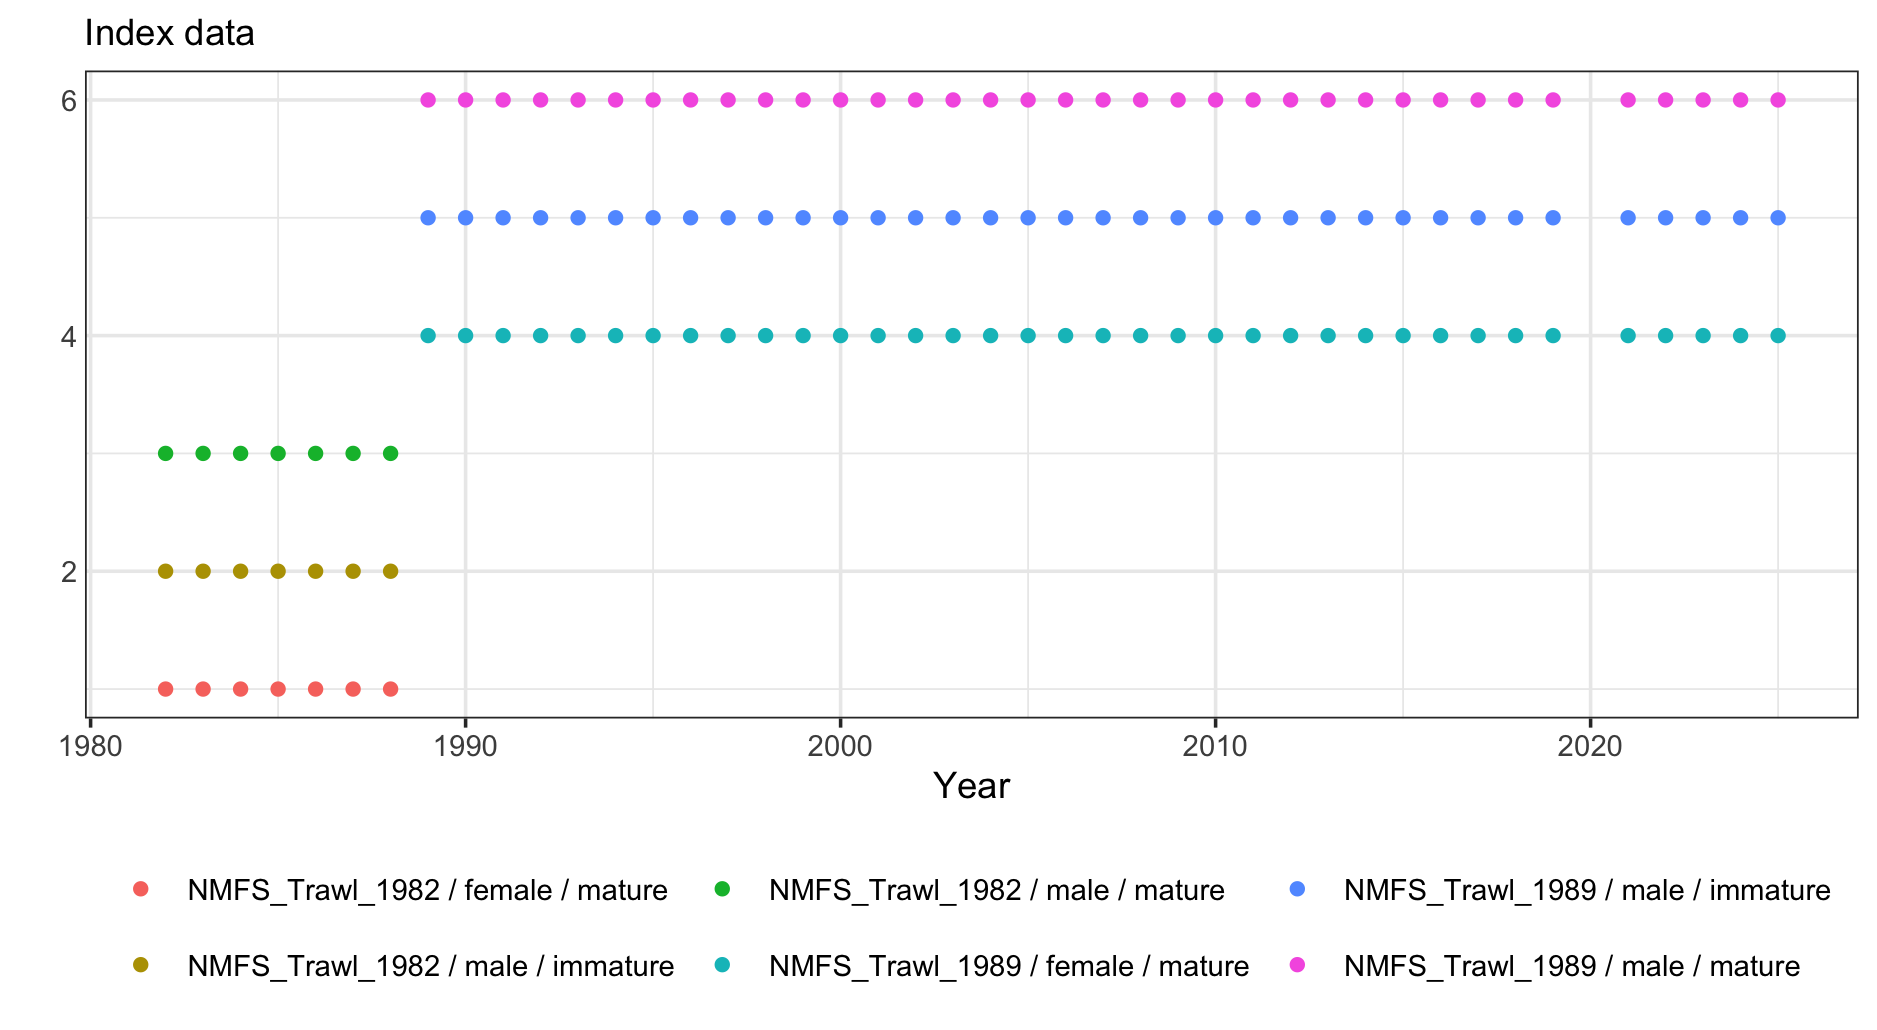 Index data
6
4
2
1980 1990 2000 2010 2020
Year
NMFS_Trawl_1982 / female / mature NMFS_Trawl_1982 / male / mature NMFS_Trawl_1989 / male / immature
NMFS_Trawl_1982 / male / immature NMFS_Trawl_1989 / female / mature NMFS_Trawl_1989 / male / mature